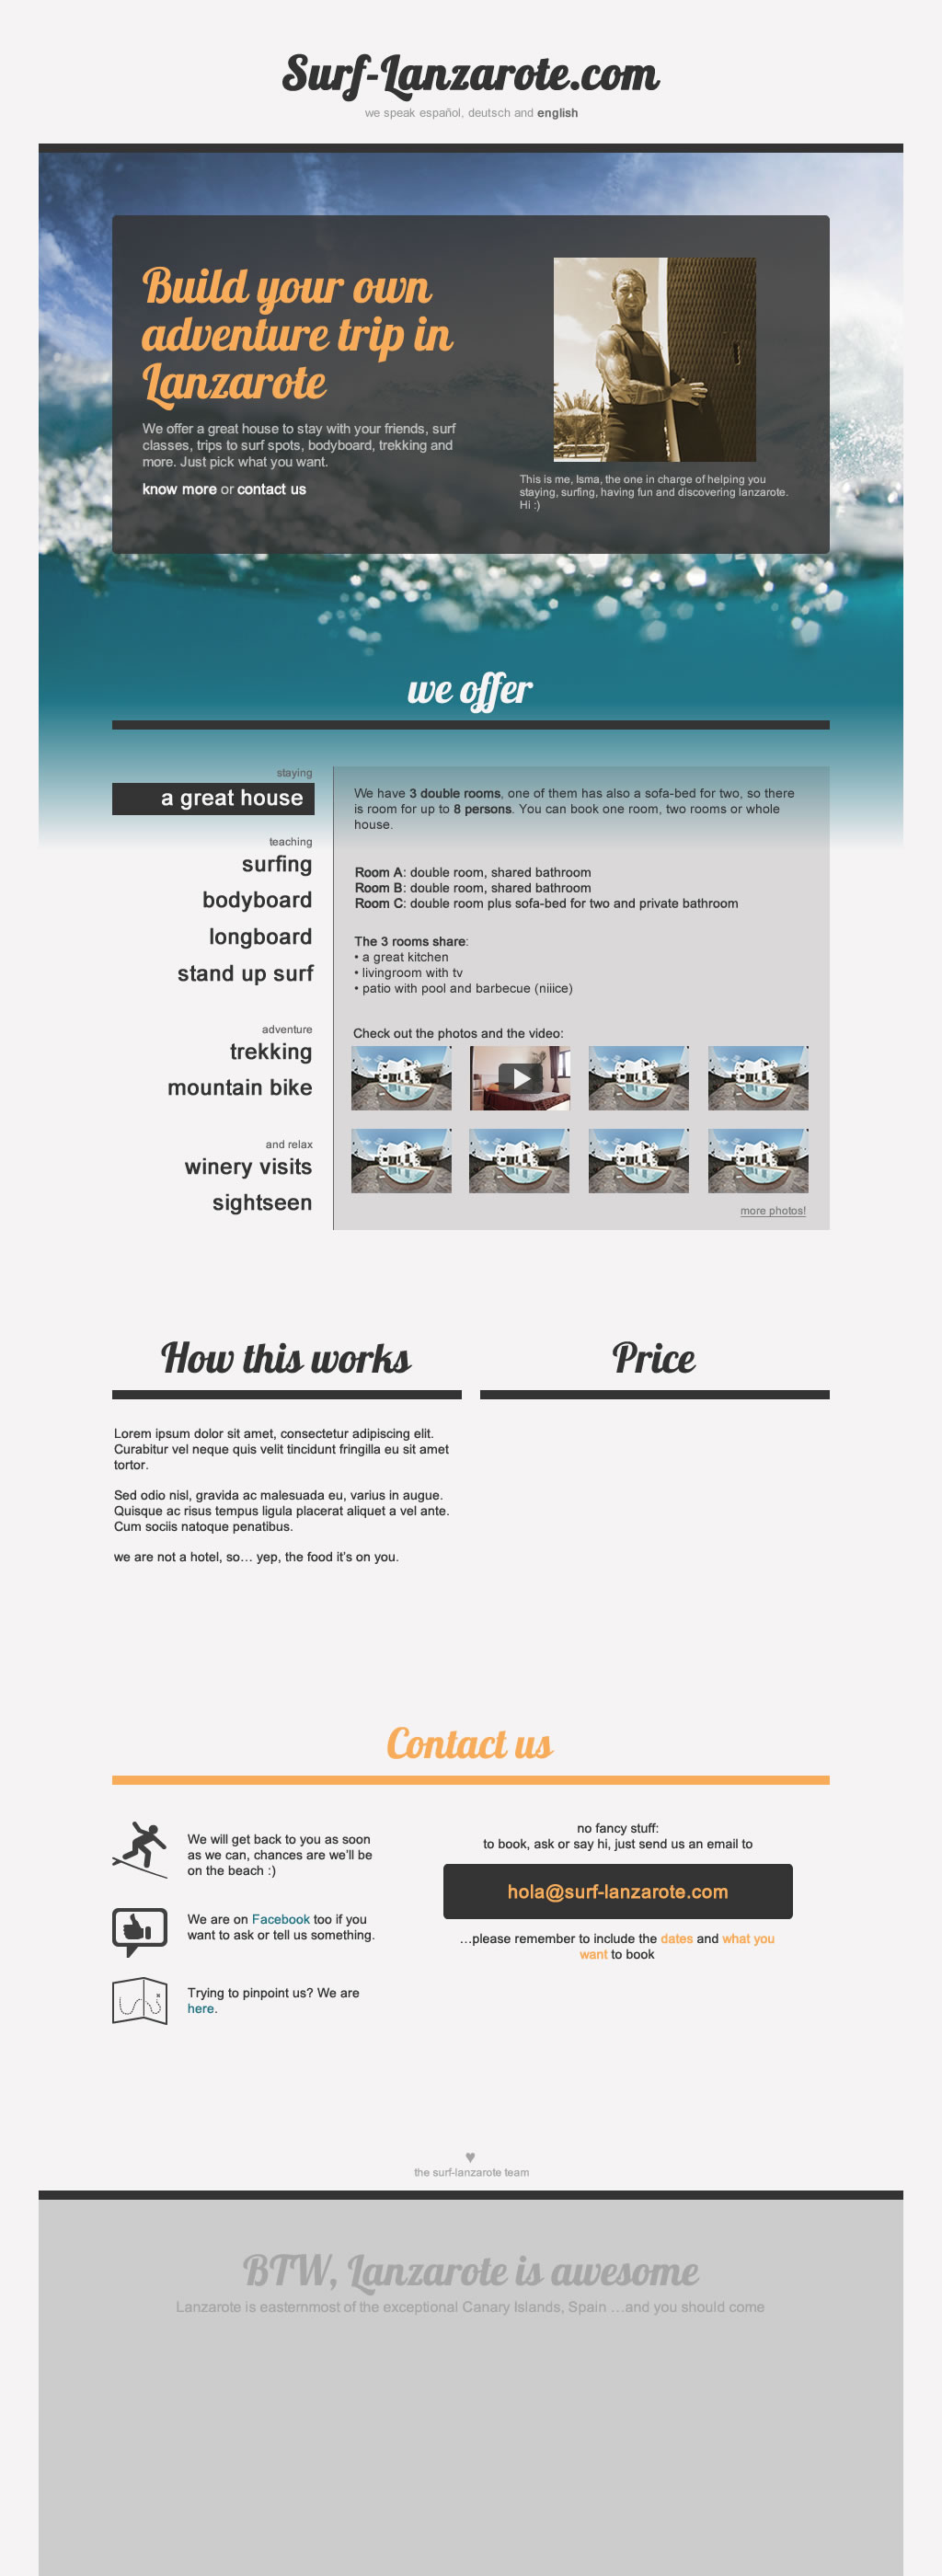 Surf-Lanzarote.com
we speak español, deutsch and english
Build your own
adventure trip in
Lanzarote
We offer a great house to stay with your friends, surf
classes, trips to surf spots, bodyboard, trekking and
more. Just pick what you want.
know more or contact us
This is me, Isma, the one in charge of helping you
staying, surfing, having fun and discovering lanzarote.
Hi :)
we offer
staying
a great house
teaching
surfing
bodyboard
longboard
stand up surf
adventure
trekking
mountain bike
and relax
winery visits
sightseen
We have 3 double rooms, one of them has also a sofa-bed for two, so there
is room for up to 8 persons. You can book one room, two rooms or whole
house.
Room A: double room, shared bathroom
Room B: double room, shared bathroom
Room C: double room plus sofa-bed for two and private bathroom
The 3 rooms share:
• a great kitchen
• livingroom with tv
• patio with pool and barbecue (niiice)
Check out the photos and the video:
more photos!
How this works
Lorem ipsum dolor sit amet, consectetur adipiscing elit.
Curabitur vel neque quis velit tincidunt fringilla eu sit amet
tortor.
Sed odio nisl, gravida ac malesuada eu, varius in augue.
Quisque ac risus tempus ligula placerat aliquet a vel ante.
Cum sociis natoque penatibus.
we are not a hotel, so… yep, the food it's on you.
Price
Contact us
We will get back to you as soon
as we can, chances are we'll be
on the beach :)
We are on Facebook too if you
want to ask or tell us something.
Trying to pinpoint us? We are
here.
no fancy stuff:
to book, ask or say hi, just send us an email to
hola@surf-lanzarote.com
…please remember to include the dates and what you
want to book
♥
the surf-lanzarote team
BTW, Lanzarote is awesome
Lanzarote is easternmost of the exceptional Canary Islands, Spain …and you should come